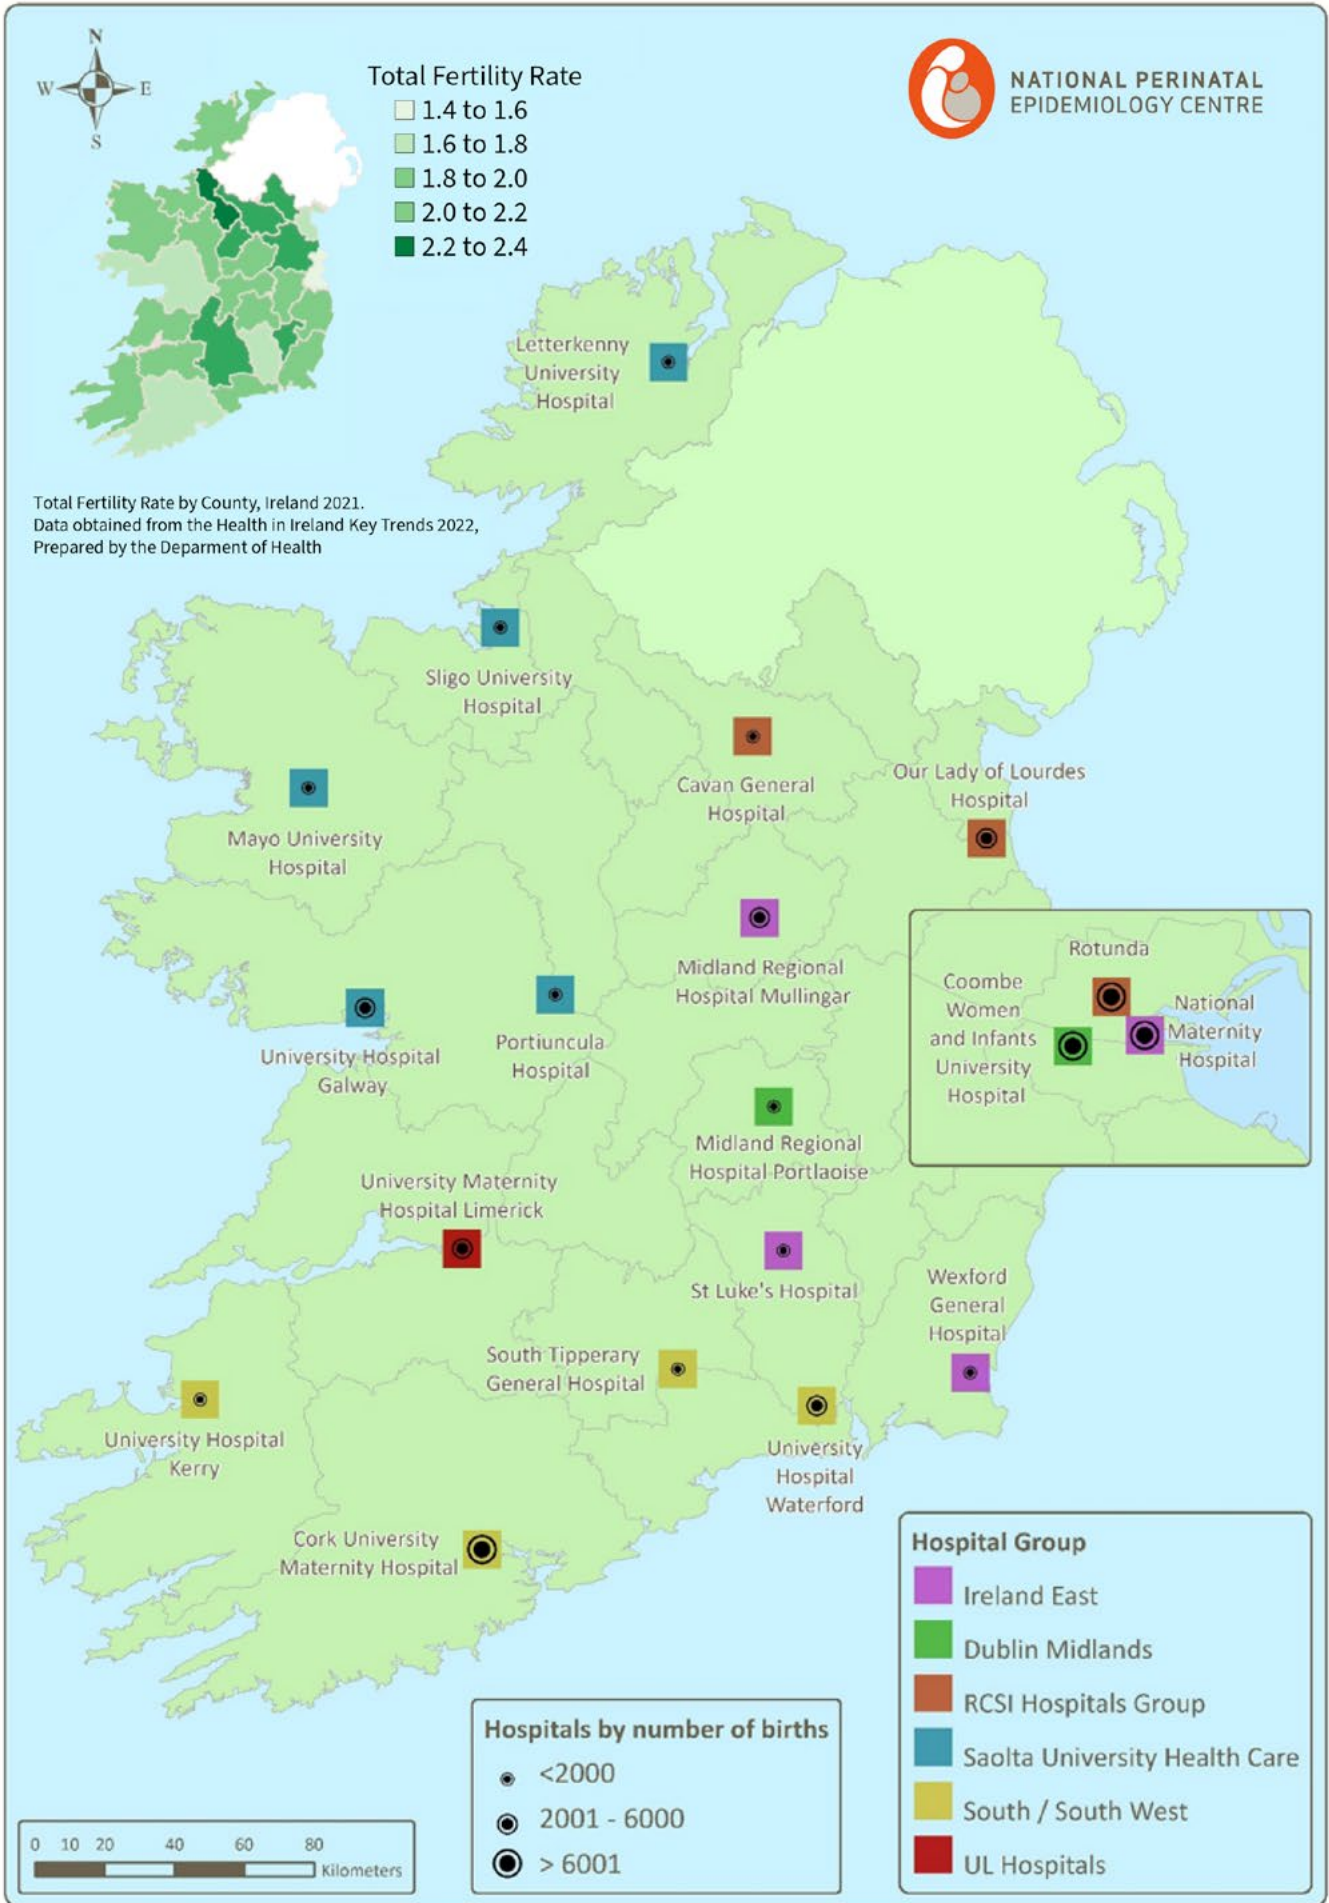 N
W
E
S
Total Fertility Rate
1.4 to 1.6
1.6 to 1.8
1.8 to 2.0
2.0 to 2.2
2.2 to 2.4
NATIONAL PERINATAL
EPIDEMIOLOGY CENTRE
Total Fertility Rate by County, Ireland 2021.
Data obtained from the Health in Ireland Key Trends 2022,
Prepared by the Deparment of Health
Letterkenny
University
Hospital
Sligo University
Hospital
Cavan General
Hospital
Our Lady of Lourdes
Hospital
Mayo University
Hospital
Midland Regional
Hospital Mullingar
Rotunda
Coombe
Women
and Infants
University
Hospital
National
Maternity
Hospital
University Hospital
Galway
Portiuncula
Hospital
Midland Regional
Hospital Portlaoise
University Maternity
Hospital Limerick
St Luke's Hospital
Wexford
General
Hospital
South Tipperary
General Hospital
University Hospital
Kerry
University
Hospital
Waterford
Cork University
Maternity Hospital
Hospital Group
Ireland East
Dublin Midlands
RCSI Hospitals Group
Saolta University Health Care
South / South West
UL Hospitals
Hospitals by number of births
<2000
2001 - 6000
> 6001
0 10 20 40 60 80
Kilometers